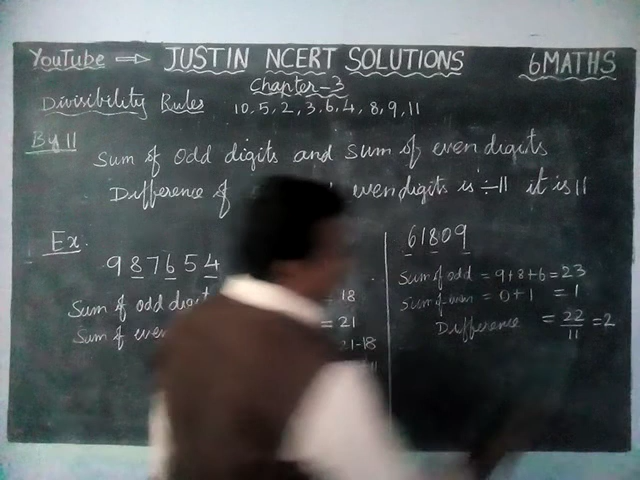 YouTube ⇒ JUSTIN NCERT SOLUTIONS 6 MATHS
Chapter-3
Divisibility Rules 10, 5, 2, 3, 6, 4, 8, 9, 11
By 11
Sum of odd digits and sum of even digits
Difference of even digits is ÷ 11 it is 11
Ex.
987654
Sum of odd = 18
Sum of even = 21
21-18
61809
Sum of odd = 9+8+6 = 23
Sum of even = 0+1 = 1
Difference = 22/11 = 2